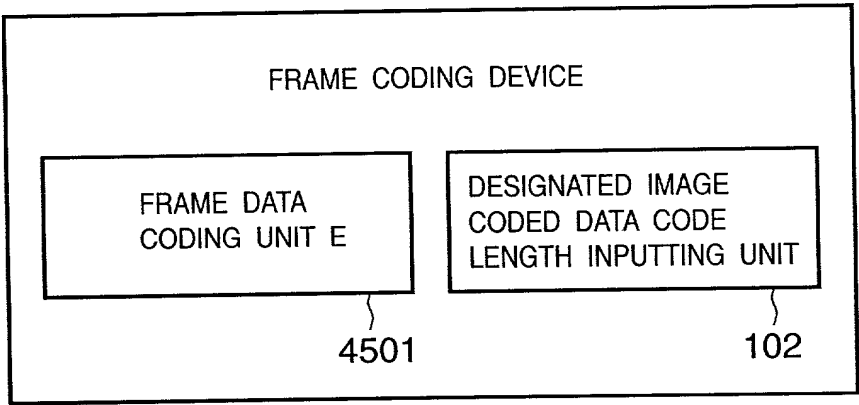 FRAME CODING DEVICE
FRAME DATA
CODING UNIT E
4501
DESIGNATED IMAGE
CODED DATA CODE
LENGTH INPUTTING UNIT
102